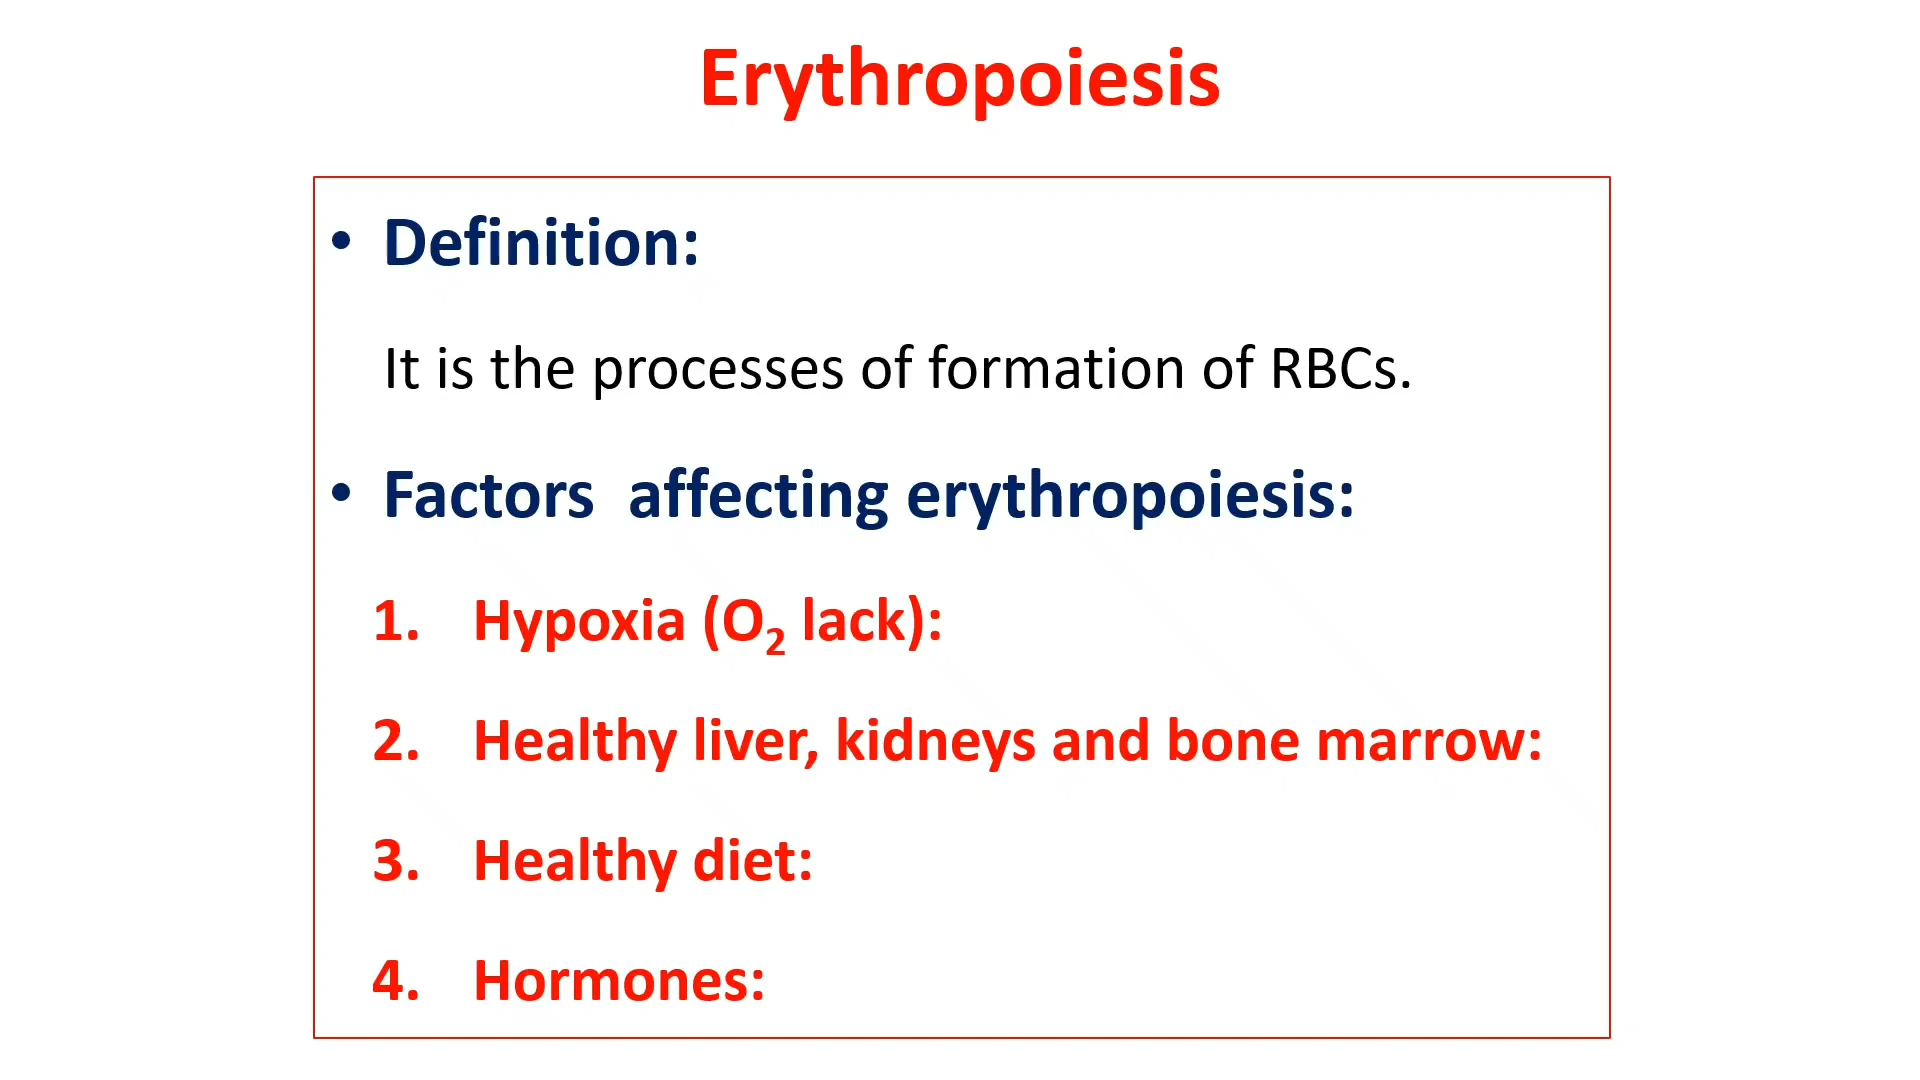 Erythropoiesis
• Definition:
It is the processes of formation of RBCs.
• Factors  affecting erythropoiesis:
1. Hypoxia (O₂ lack):
2. Healthy liver, kidneys and bone marrow:
3. Healthy diet:
4. Hormones: